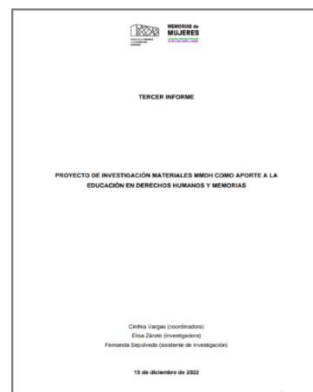 MEMORIAS de
MUJERES
TERCER INFORME
PROYECTO DE INVESTIGACIÓN MATERIALES MMDH COMO APORTE A LA
EDUCACIÓN EN DERECHOS HUMANOS Y MEMORIAS
Cinthia Vargas (coordinadora)
Elisa Zárate (investigadora)
Fernanda Sepúlveda (asistente de investigación)
15 de diciembre de 2022